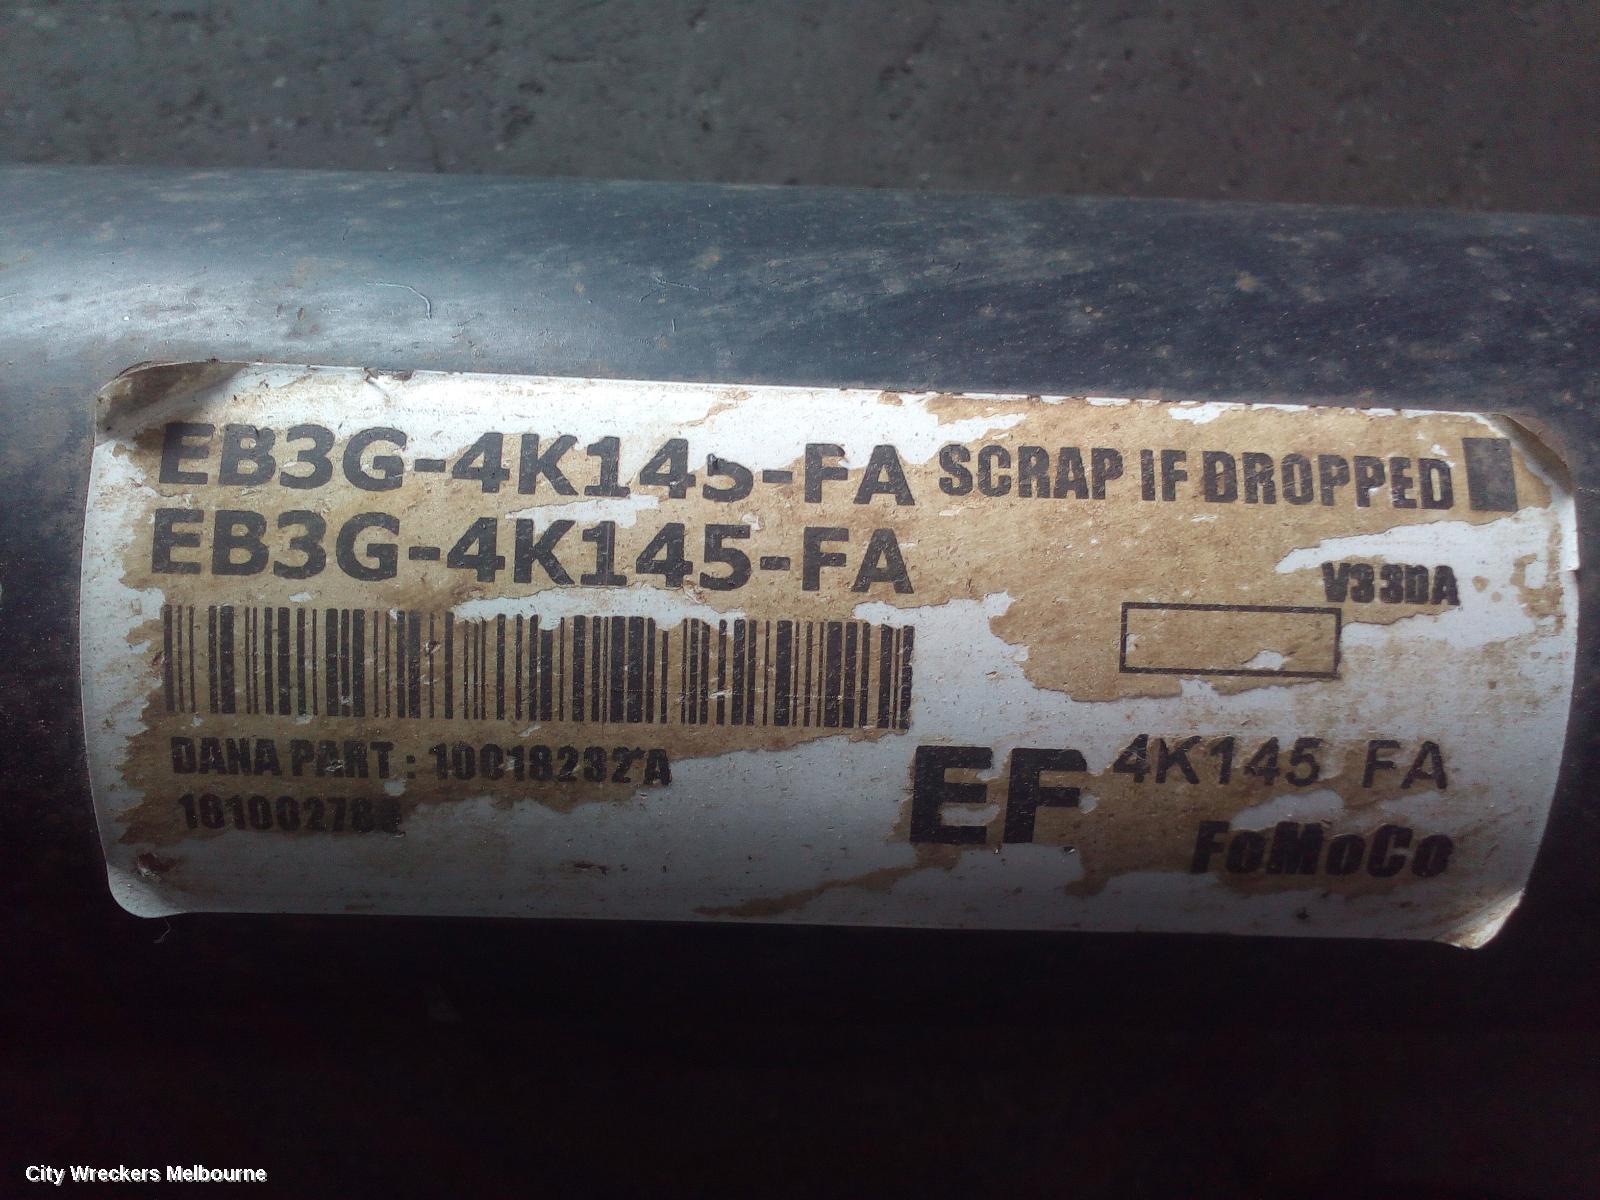 EB3G-4K145-FA SCRAP IF DROPPED
EB3G-4K145-FA
V33DA
DANA PART :
EF 4K145 FA
FoMoCo
City Wreckers Melbourne